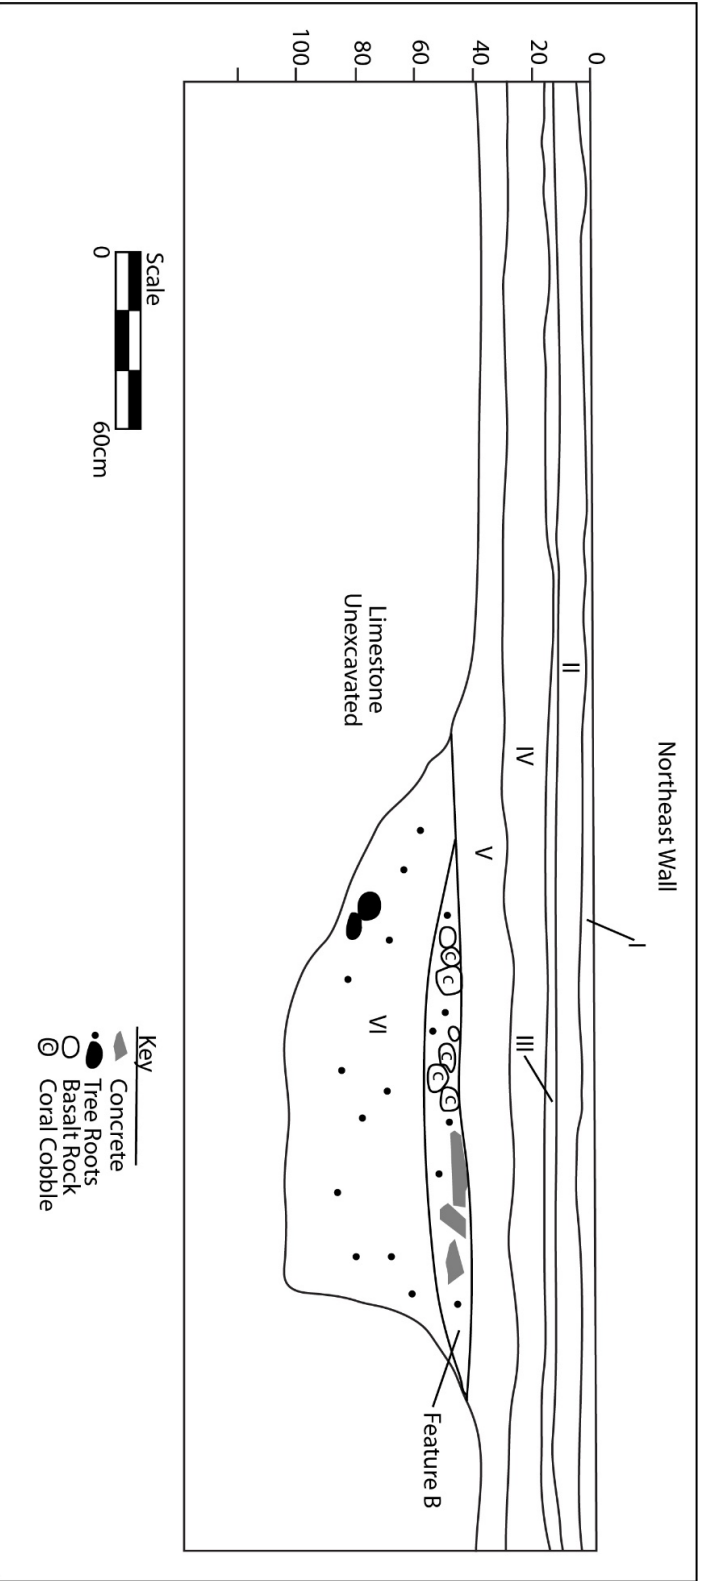 Northeast Wall
0
20
40
60
80
100
I
II
III
IV
V
VI
Feature B
Limestone
Unexcavated
Scale
0
60cm
Key
Concrete
Tree Roots
Basalt Rock
© Coral Cobble
C
C
C
C
C